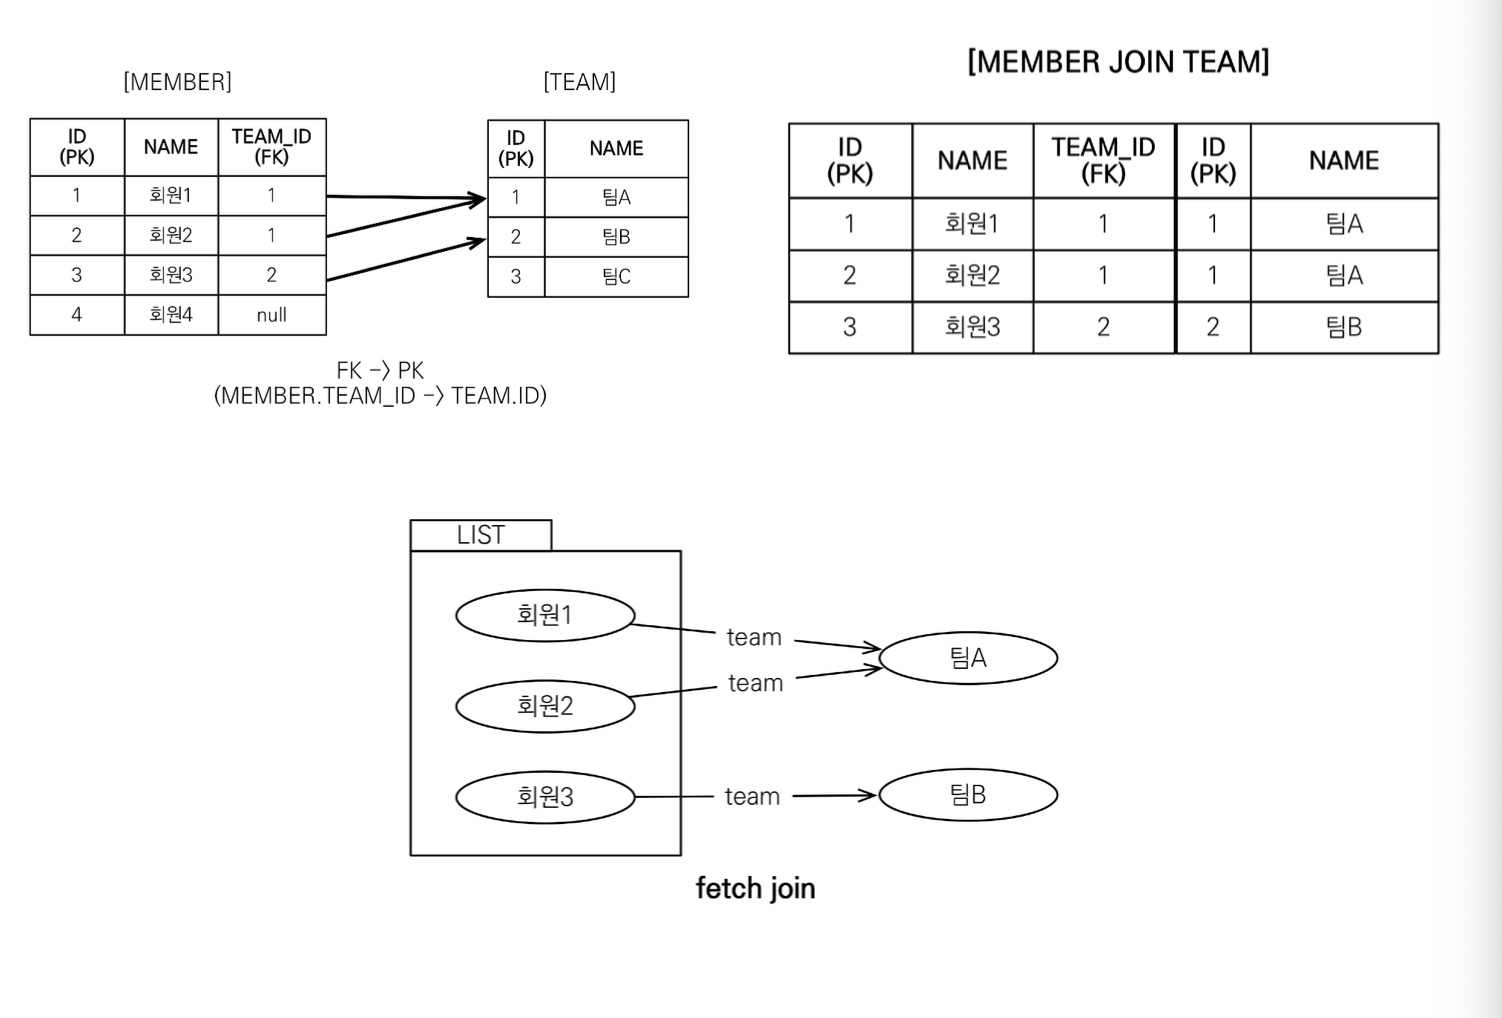 [MEMBER]
ID (PK) NAME TEAM_ID (FK)
1 회원1 1
2 회원2 1
3 회원3 2
4 회원4 null
[TEAM]
ID (PK) NAME
1 팀A
2 팀B
3 팀C
FK -> PK
(MEMBER.TEAM_ID -> TEAM.ID)
[MEMBER JOIN TEAM]
ID (PK) NAME TEAM_ID (FK) ID (PK) NAME
1 회원1 1 1 팀A
2 회원2 1 1 팀A
3 회원3 2 2 팀B
LIST
회원1
team
팀A
회원2
team
회원3
team
팀B
fetch join